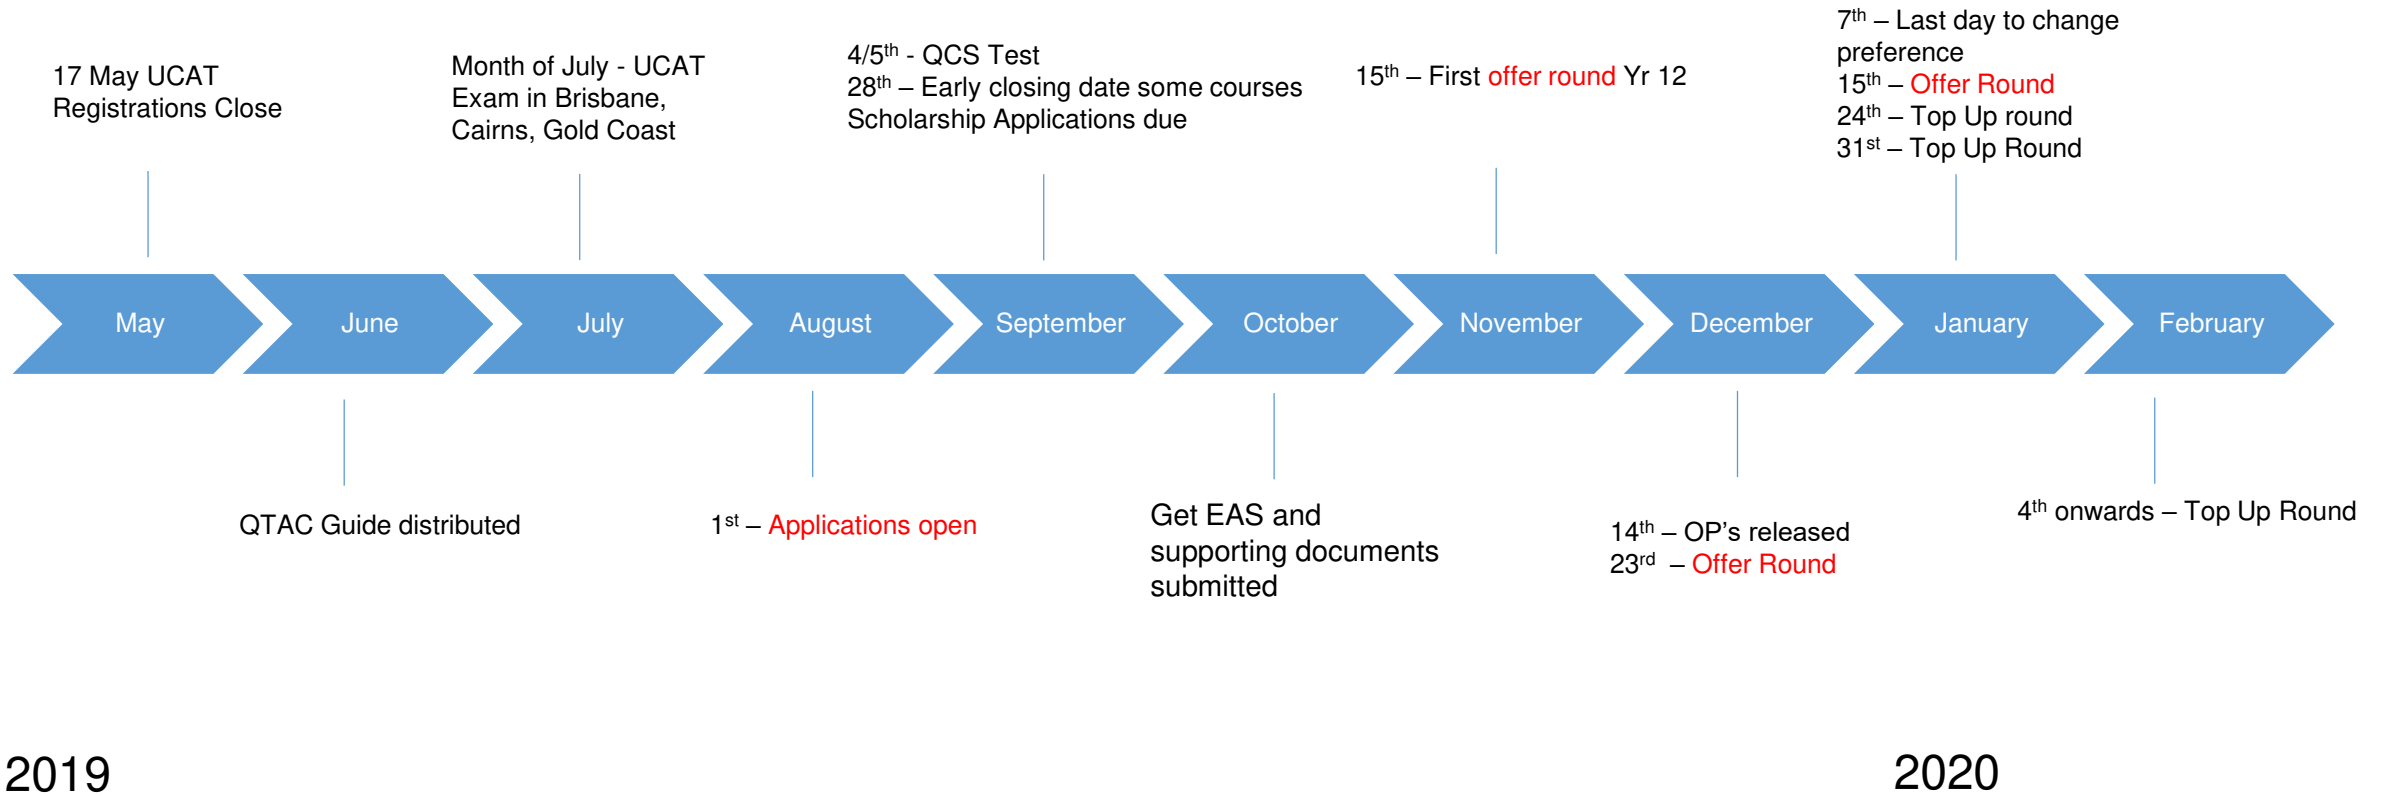 17 May UCAT
Registrations Close
Month of July - UCAT
Exam in Brisbane,
Cairns, Gold Coast
4/5th - QCS Test
28th – Early closing date some courses
Scholarship Applications due
15th – First offer round Yr 12
7th – Last day to change
preference
15th – Offer Round
24th – Top Up round
31st – Top Up Round
May
June
July
August
September
October
November
December
January
February
QTAC Guide distributed
1st – Applications open
Get EAS and
supporting documents
submitted
14th – OP’s released
23rd – Offer Round
4th onwards – Top Up Round
2019
2020